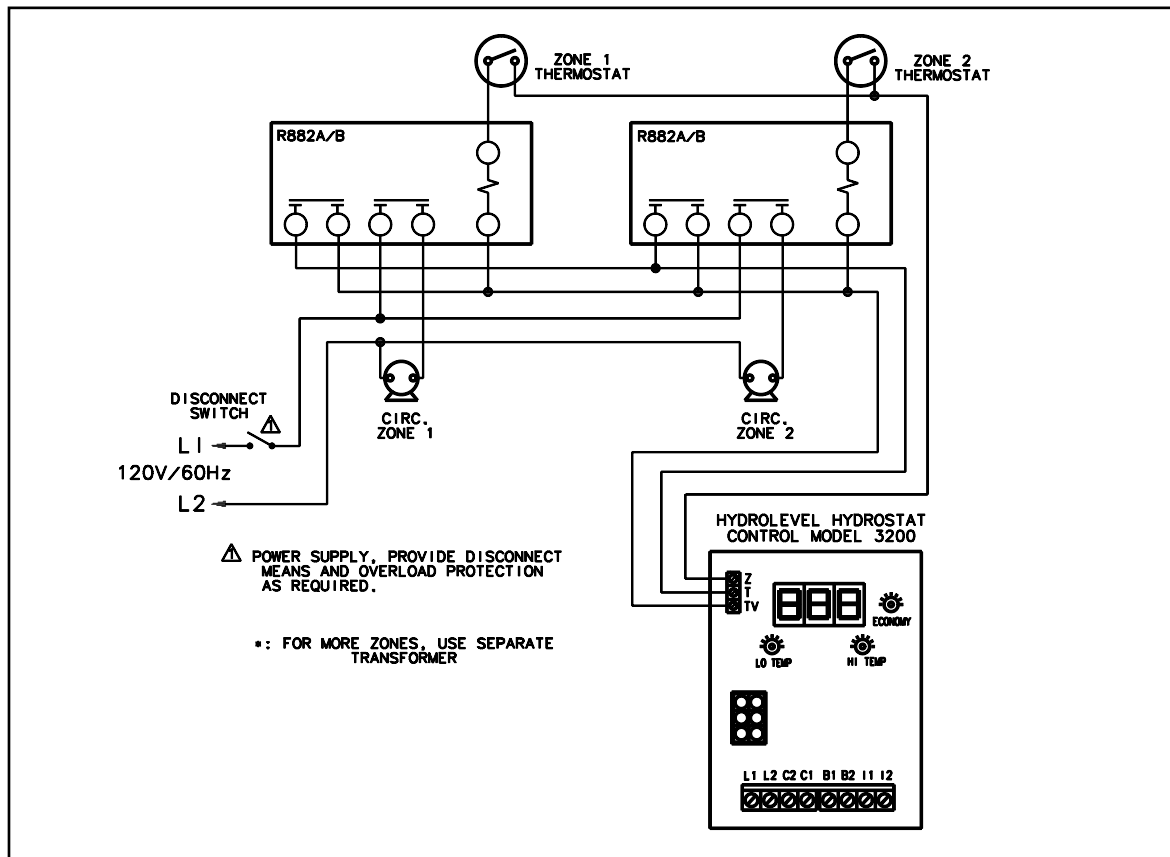 ZONE 1
THERMOSTAT
ZONE 2
THERMOSTAT
R882A/B
R882A/B
CIRC.
ZONE 1
CIRC.
ZONE 2
DISCONNECT
SWITCH
!
L1
120V/60Hz
L2
! POWER SUPPLY, PROVIDE DISCONNECT
MEANS AND OVERLOAD PROTECTION
AS REQUIRED.
*: FOR MORE ZONES, USE SEPARATE
TRANSFORMER
HYDROLEVEL HYDROSTAT
CONTROL MODEL 3200
Z
T
TV
888
ECONOMY
LO TEMP
HI TEMP
L1 L2 C2 C1 B1 B2 I1 I2